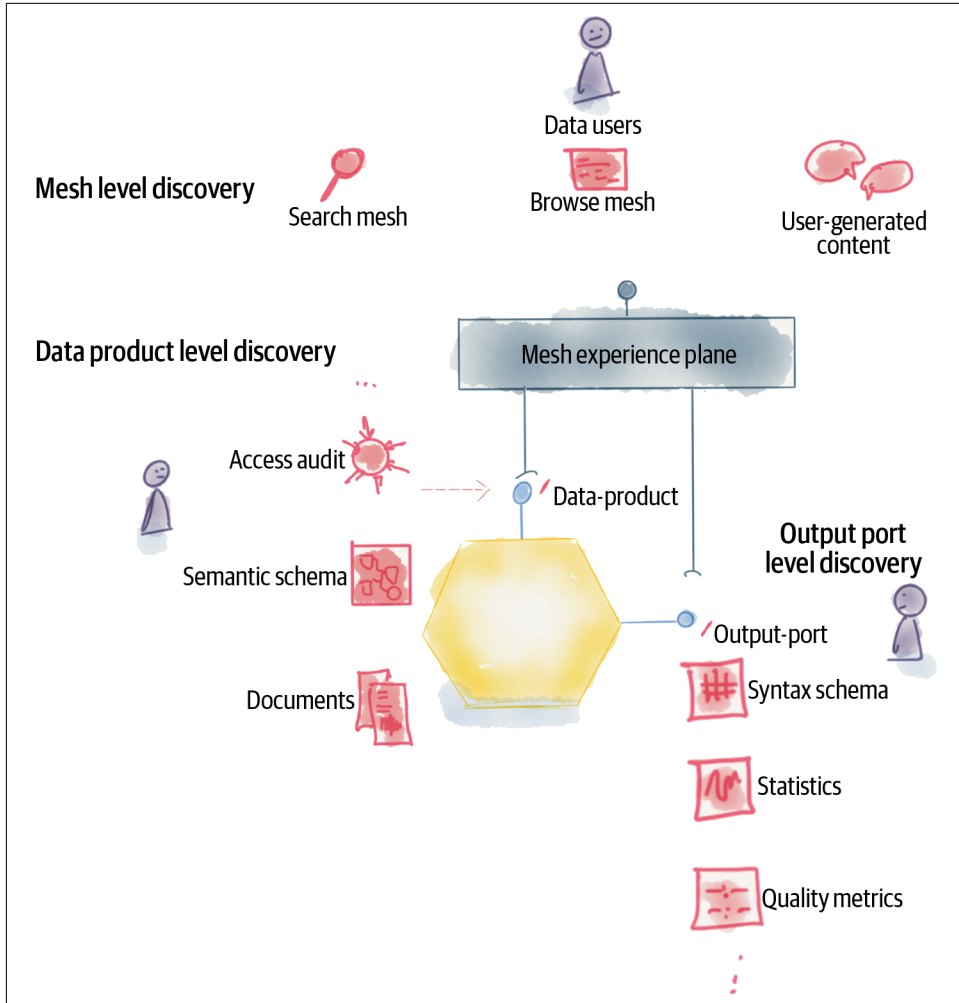 Data users
Mesh level discovery
Search mesh
Browse mesh
User-generated
content
Mesh experience plane
Data product level discovery
...
Access audit
/ Data-product
Semantic schema
Output port
level discovery
/ Output-port
Documents
Syntax schema
Statistics
Quality metrics